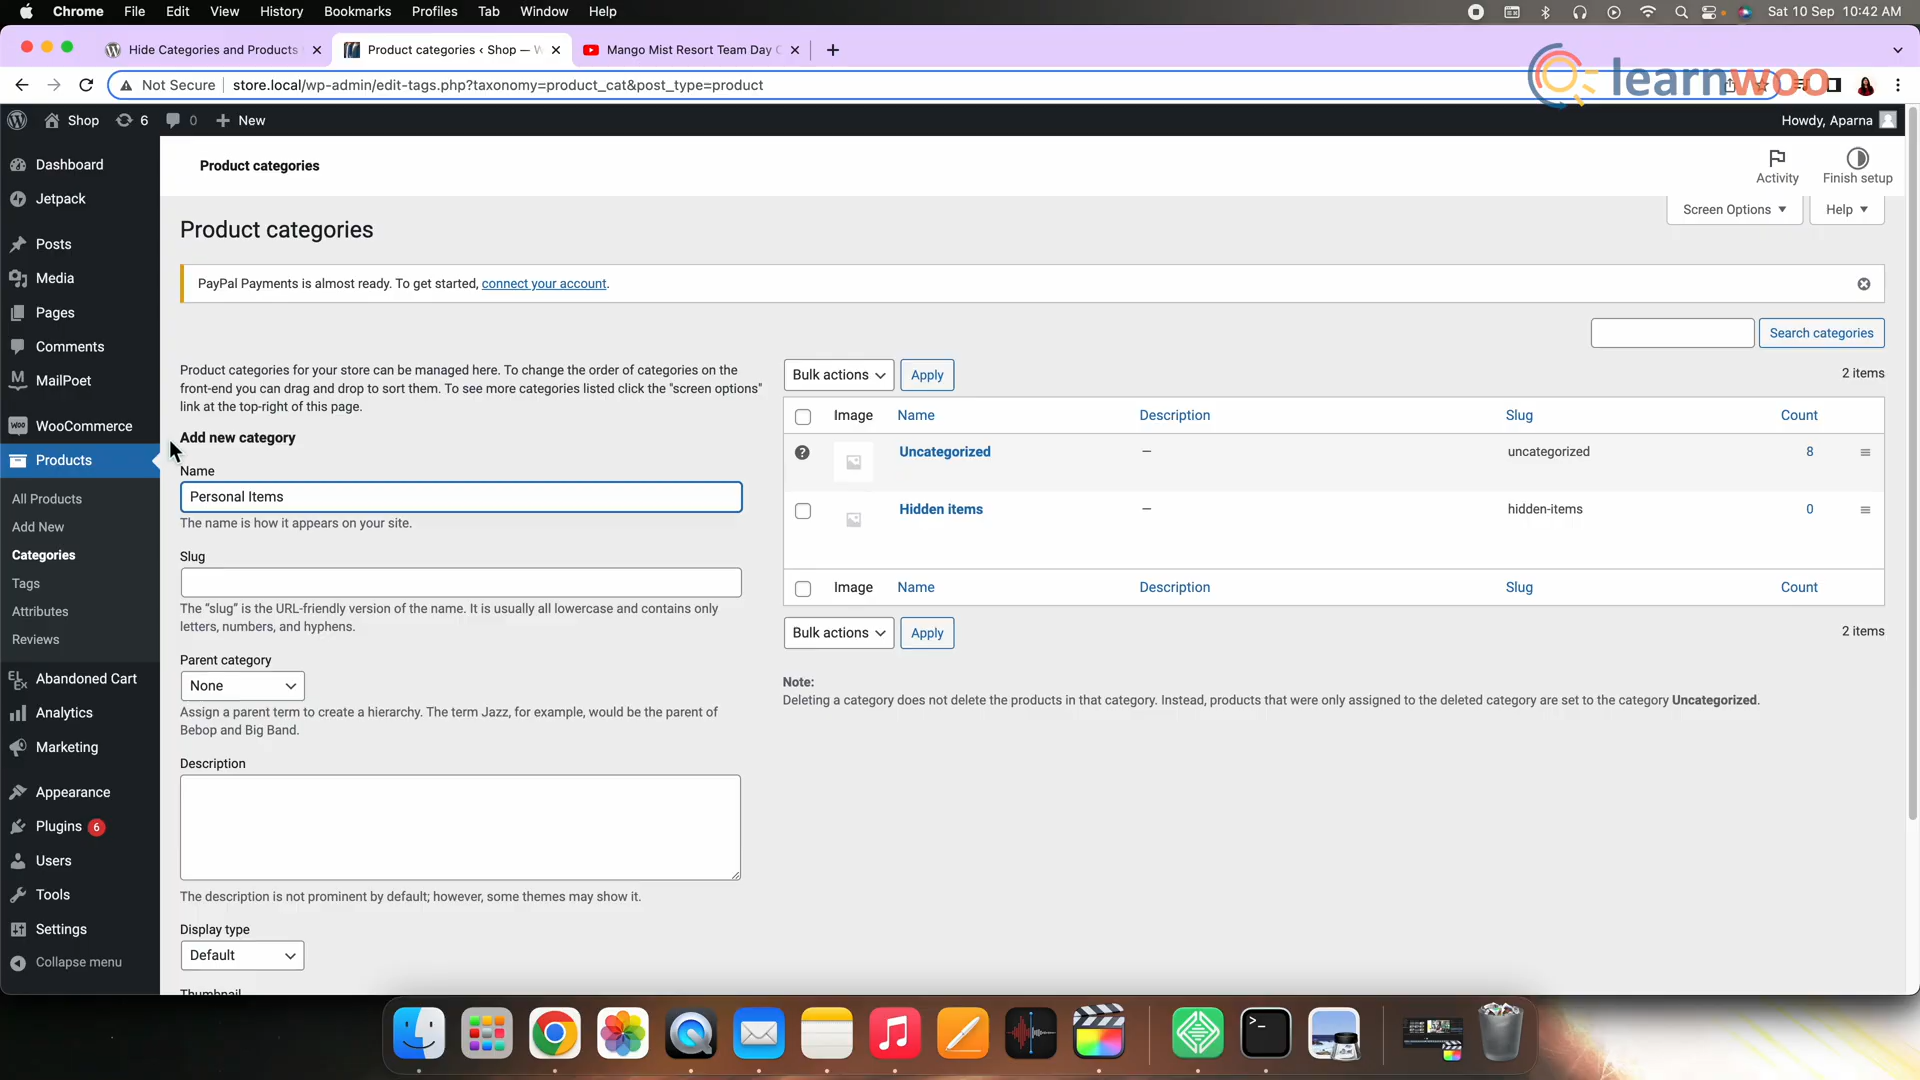 Chrome File Edit View History Bookmarks Profiles Tab Window Help
Sat 10 Sep 10:42 AM
Hide Categories and Products
Product categories ‹ Shop — W
Mango Mist Resort Team Day
Not Secure store.local/wp-admin/edit-tags.php?taxonomy=product_cat&post_type=product
learnwoo
Shop 6 0 New
Howdy, Aparna
Dashboard
Jetpack
Posts
Media
Pages
Comments
MailPoet
WooCommerce
Products
All Products
Add New
Categories
Tags
Attributes
Reviews
Abandoned Cart
Analytics
Marketing
Appearance
Plugins 6
Users
Tools
Settings
Collapse menu
Product categories
Activity
Finish setup
Screen Options
Help
Product categories
PayPal Payments is almost ready. To get started, connect your account.
Search categories
Product categories for your store can be managed here. To change the order of categories on the
front-end you can drag and drop to sort them. To see more categories listed click the "screen options"
link at the top-right of this page.
Add new category
Name
Personal Items
The name is how it appears on your site.
Slug
The “slug” is the URL-friendly version of the name. It is usually all lowercase and contains only
letters, numbers, and hyphens.
Parent category
None
Assign a parent term to create a hierarchy. The term Jazz, for example, would be the parent of
Bebop and Big Band.
Description
The description is not prominent by default; however, some themes may show it.
Display type
Default
Thumbnail
Bulk actions Apply
2 items
Image Name Description Slug Count
Uncategorized — uncategorized 8
Hidden items — hidden-items 0
Image Name Description Slug Count
Bulk actions Apply
2 items
Note:
Deleting a category does not delete the products in that category. Instead, products that were only assigned to the deleted category are set to the category Uncategorized.